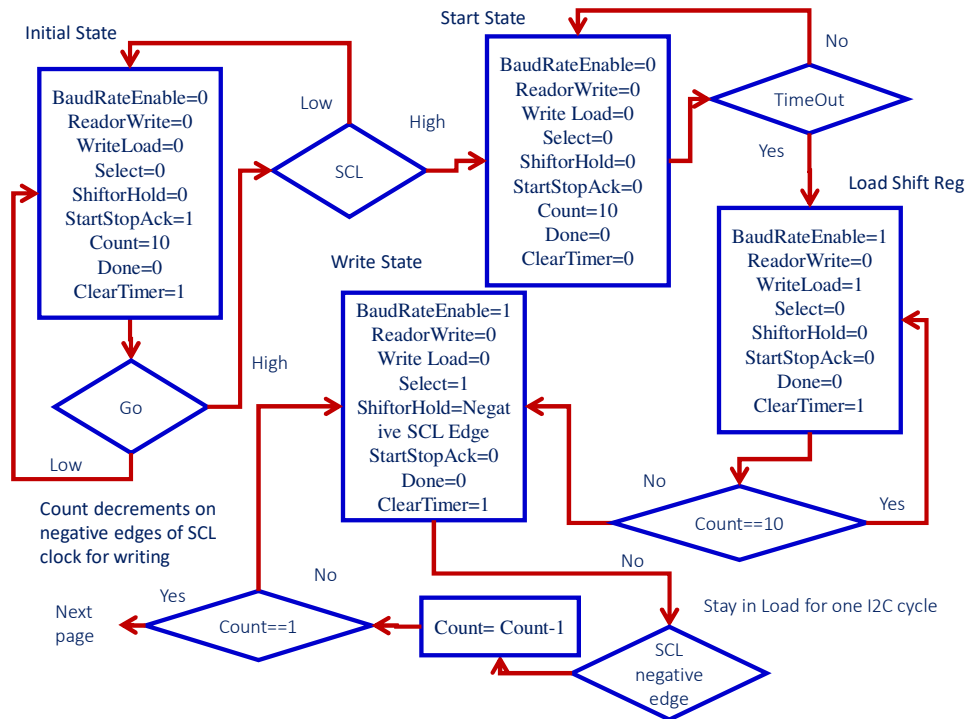 Initial State
BaudRateEnable=0
ReadorWrite=0
WriteLoad=0
Select=0
ShiftorHold=0
StartStopAck=1
Count=10
Done=0
ClearTimer=1
Go
Low
High
SCL
Low
High
Start State
BaudRateEnable=0
ReadorWrite=0
Write Load=0
Select=0
ShiftorHold=0
StartStopAck=0
Count=10
Done=0
ClearTimer=0
No
TimeOut
Yes
Load Shift Reg
BaudRateEnable=1
ReadorWrite=0
WriteLoad=1
Select=0
ShiftorHold=0
StartStopAck=0
Done=0
ClearTimer=1
Count==10
Yes
No
Write State
BaudRateEnable=1
ReadorWrite=0
Write Load=0
Select=1
ShiftorHold=Negat
ive SCL Edge
StartStopAck=0
Done=0
ClearTimer=1
Count decrements on
negative edges of SCL
clock for writing
No
Stay in Load for one I2C cycle
SCL
negative
edge
Count= Count-1
No
Count==1
Yes
Next
page